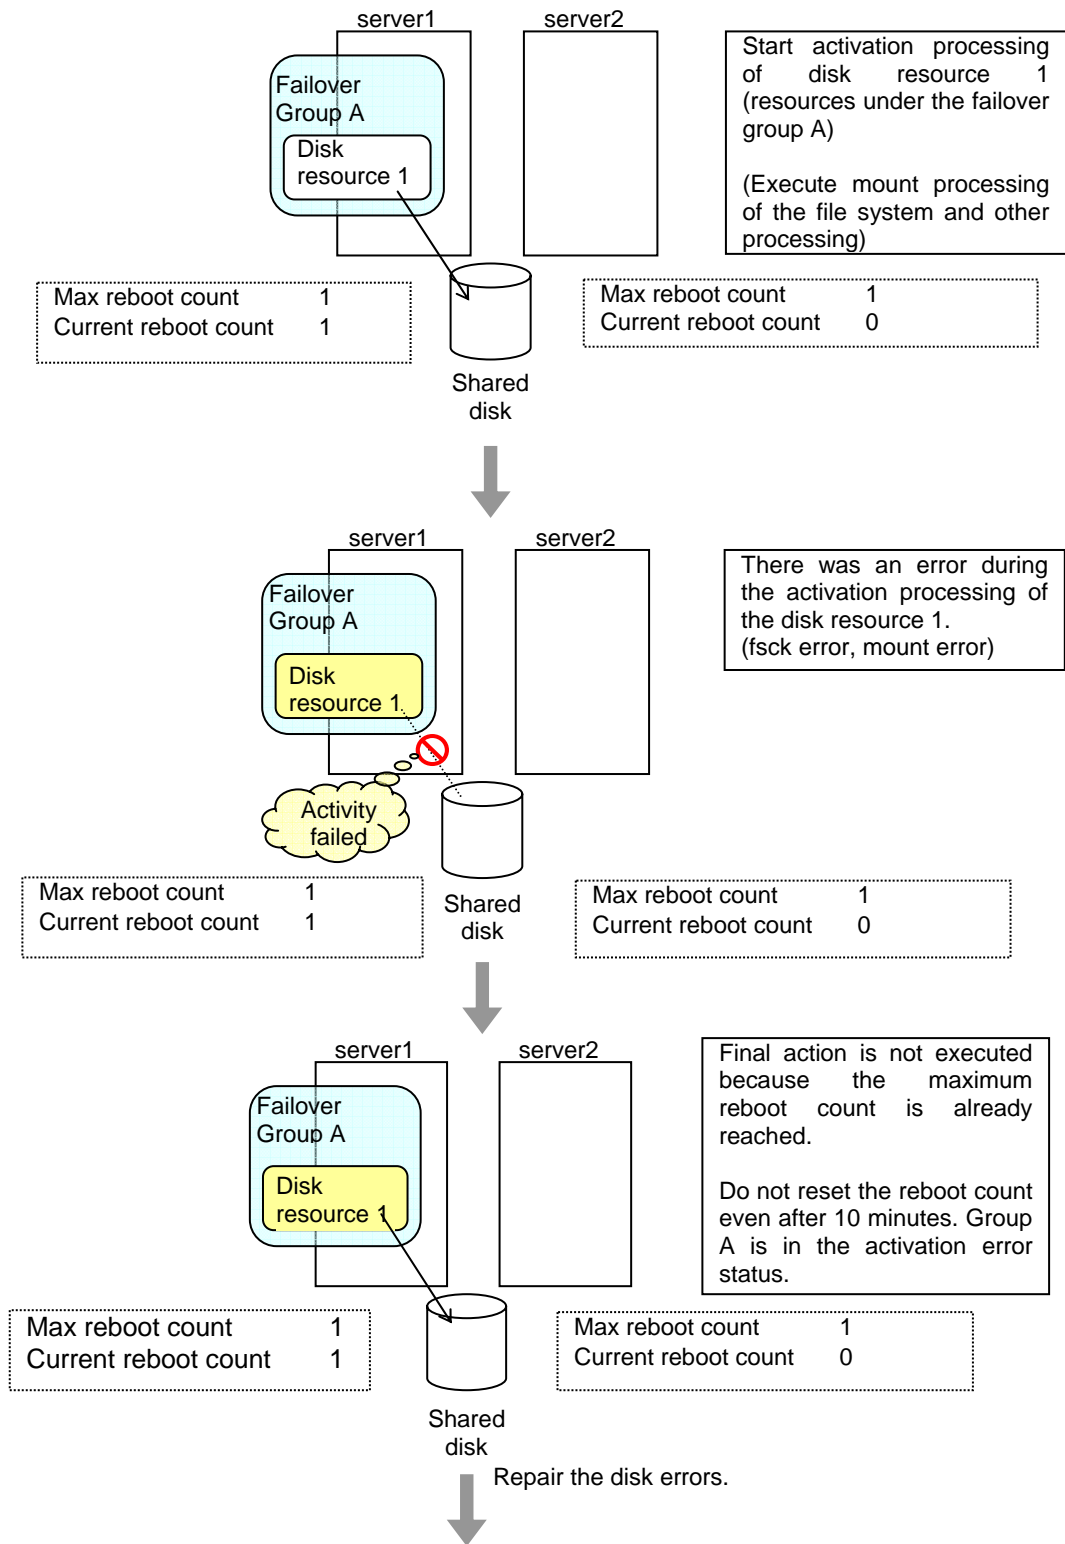 server1
server2
Failover
Group A
Disk
resource 1
Start activation processing
of disk resource 1
(resources under the failover
group A)
(Execute mount processing
of the file system and other
processing)
Max reboot count 1
Current reboot count 1
Max reboot count 1
Current reboot count 0
Shared
disk
server1
server2
Failover
Group A
Disk
resource 1
There was an error during
the activation processing of
the disk resource 1.
(fsck error, mount error)
Activity
failed
Max reboot count 1
Current reboot count 1
Max reboot count 1
Current reboot count 0
Shared
disk
server1
server2
Failover
Group A
Disk
resource 1
Final action is not executed
because the maximum
reboot count is already
reached.
Do not reset the reboot count
even after 10 minutes. Group
A is in the activation error
status.
Max reboot count 1
Current reboot count 1
Max reboot count 1
Current reboot count 0
Shared
disk
Repair the disk errors.